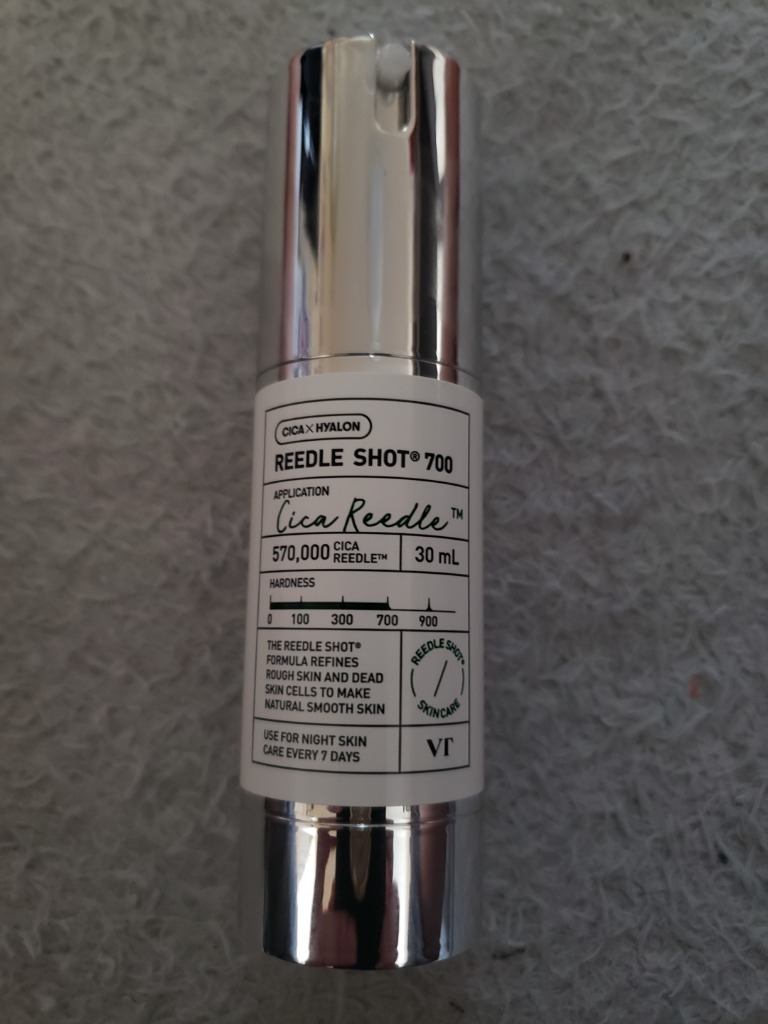 CICA X HYALON
REEDLE SHOT® 700
APPLICATION
Cica Reedle™
570,000 CICA REEDLE™
30 mL
HARDNESS
0 100 300 700 900
THE REEDLE SHOT®
FORMULA REFINES
ROUGH SKIN AND DEAD
SKIN CELLS TO MAKE
NATURAL SMOOTH SKIN
REEDLE SHOT®
SKINCARE
USE FOR NIGHT SKIN
CARE EVERY 7 DAYS
VT